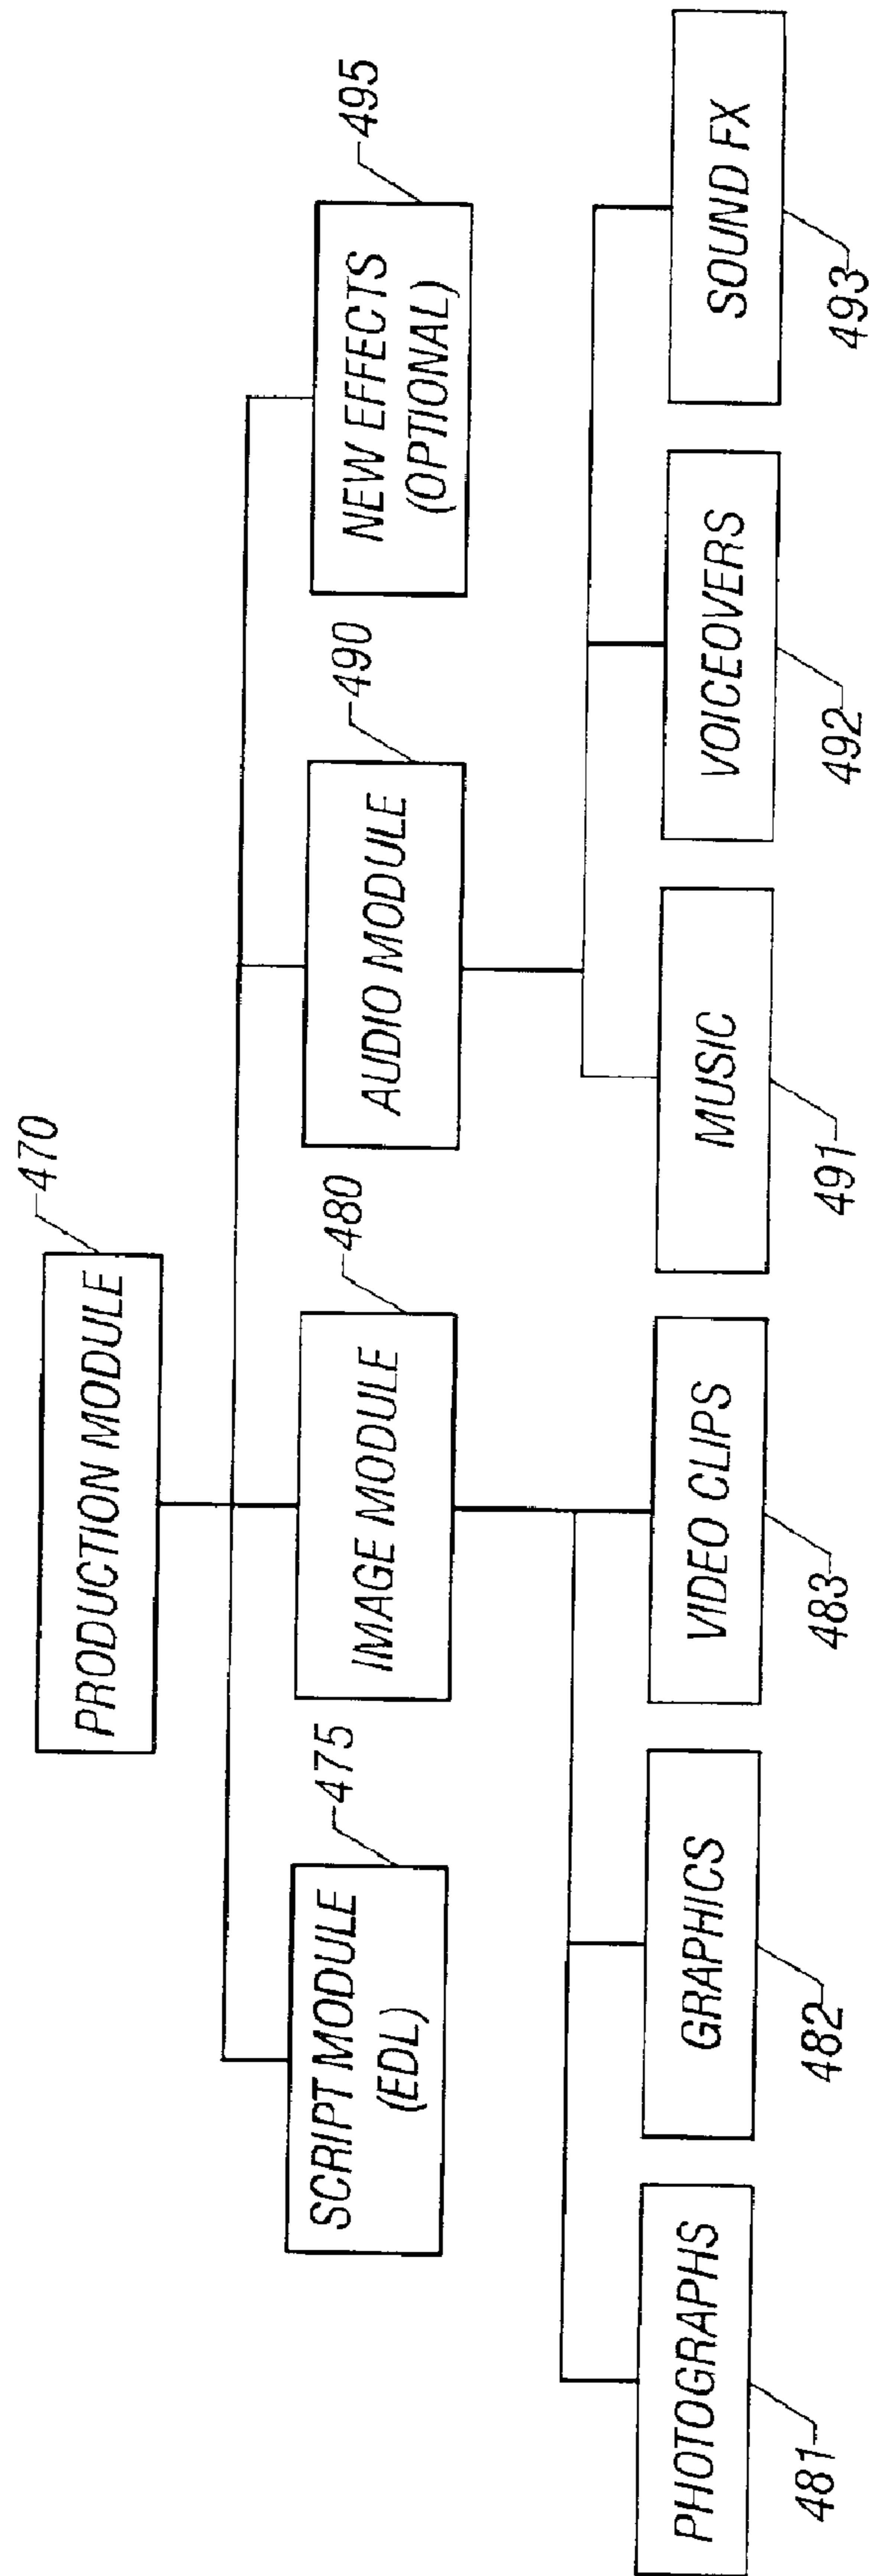 PRODUCTION MODULE
470
SCRIPT MODULE
(EDL)
475
IMAGE MODULE
480
AUDIO MODULE
490
NEW EFFECTS
(OPTIONAL)
495
PHOTOGRAPHS
481
GRAPHICS
482
VIDEO CLIPS
483
MUSIC
491
VOICEOVERS
492
SOUND FX
493